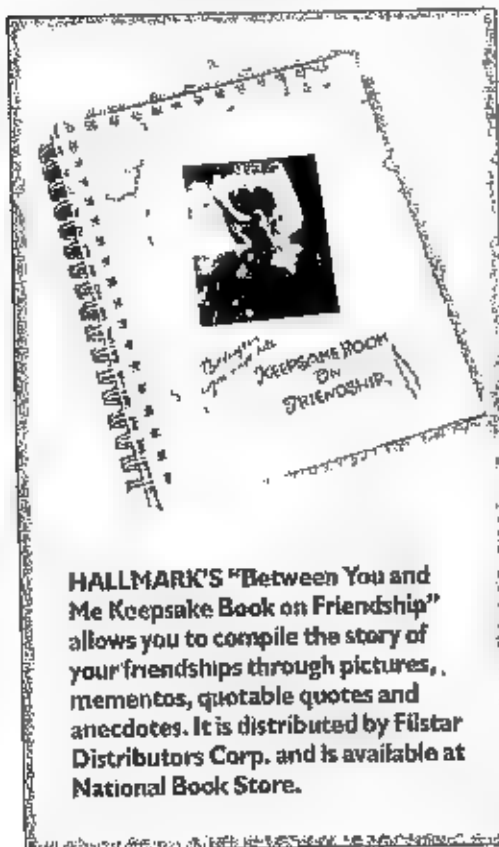 Between
you and me
KEEPSAKE BOOK
ON
FRIENDSHIP
HALLMARK'S "Between You and
Me Keepsake Book on Friendship"
allows you to compile the story of
your friendships through pictures,
mementos, quotable quotes and
anecdotes. It is distributed by Filstar
Distributors Corp. and is available at
National Book Store.